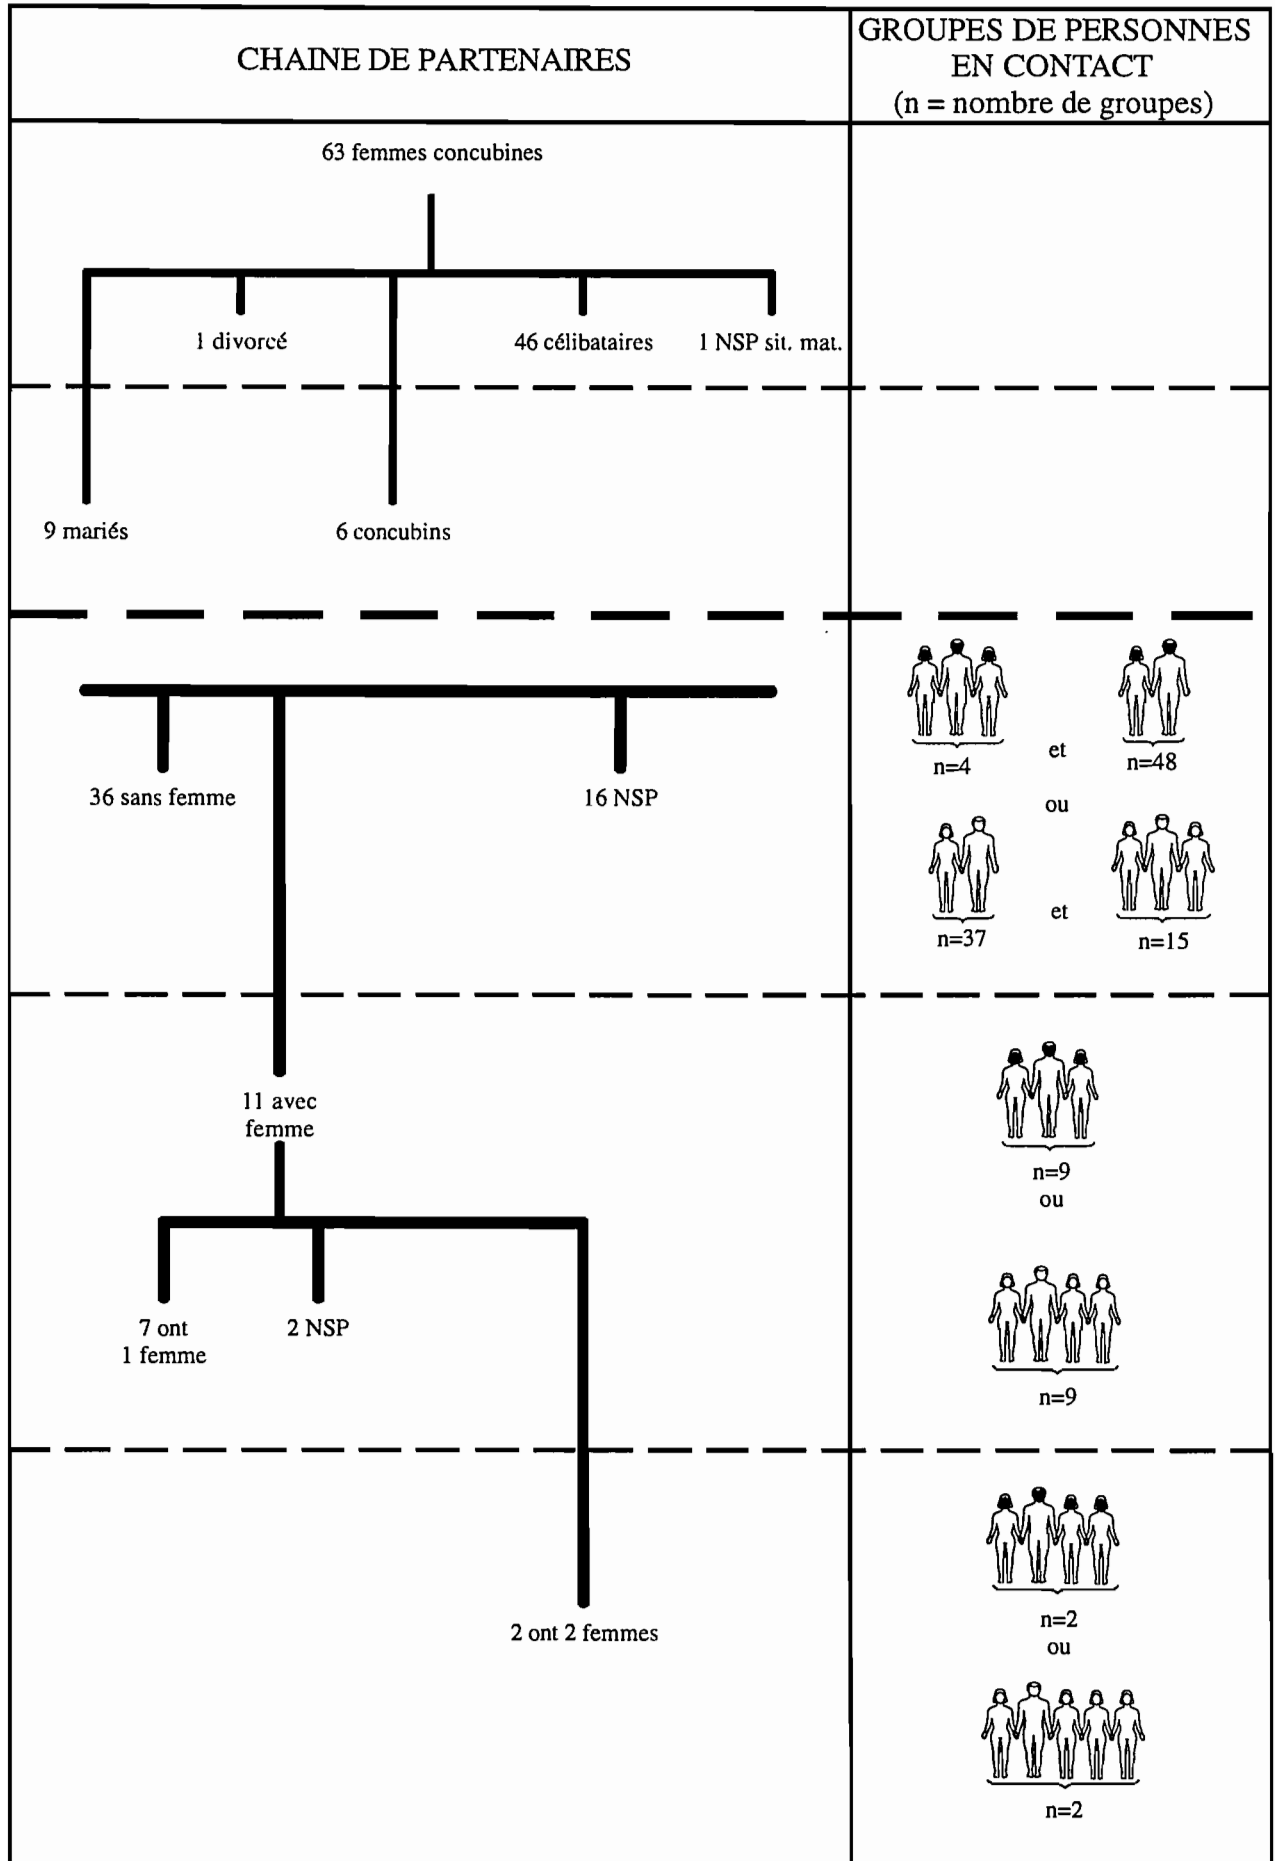 CHAINE DE PARTENAIRES
GROUPES DE PERSONNES
EN CONTACT
(n = nombre de groupes)
63 femmes concubines
1 divorcé
46 célibataires
1 NSP sit. mat.
9 mariés
6 concubins
36 sans femme
16 NSP
n=4
et
n=48
ou
n=37
et
n=15
11 avec
femme
n=9
ou
7 ont
1 femme
2 NSP
n=9
2 ont 2 femmes
n=2
ou
n=2